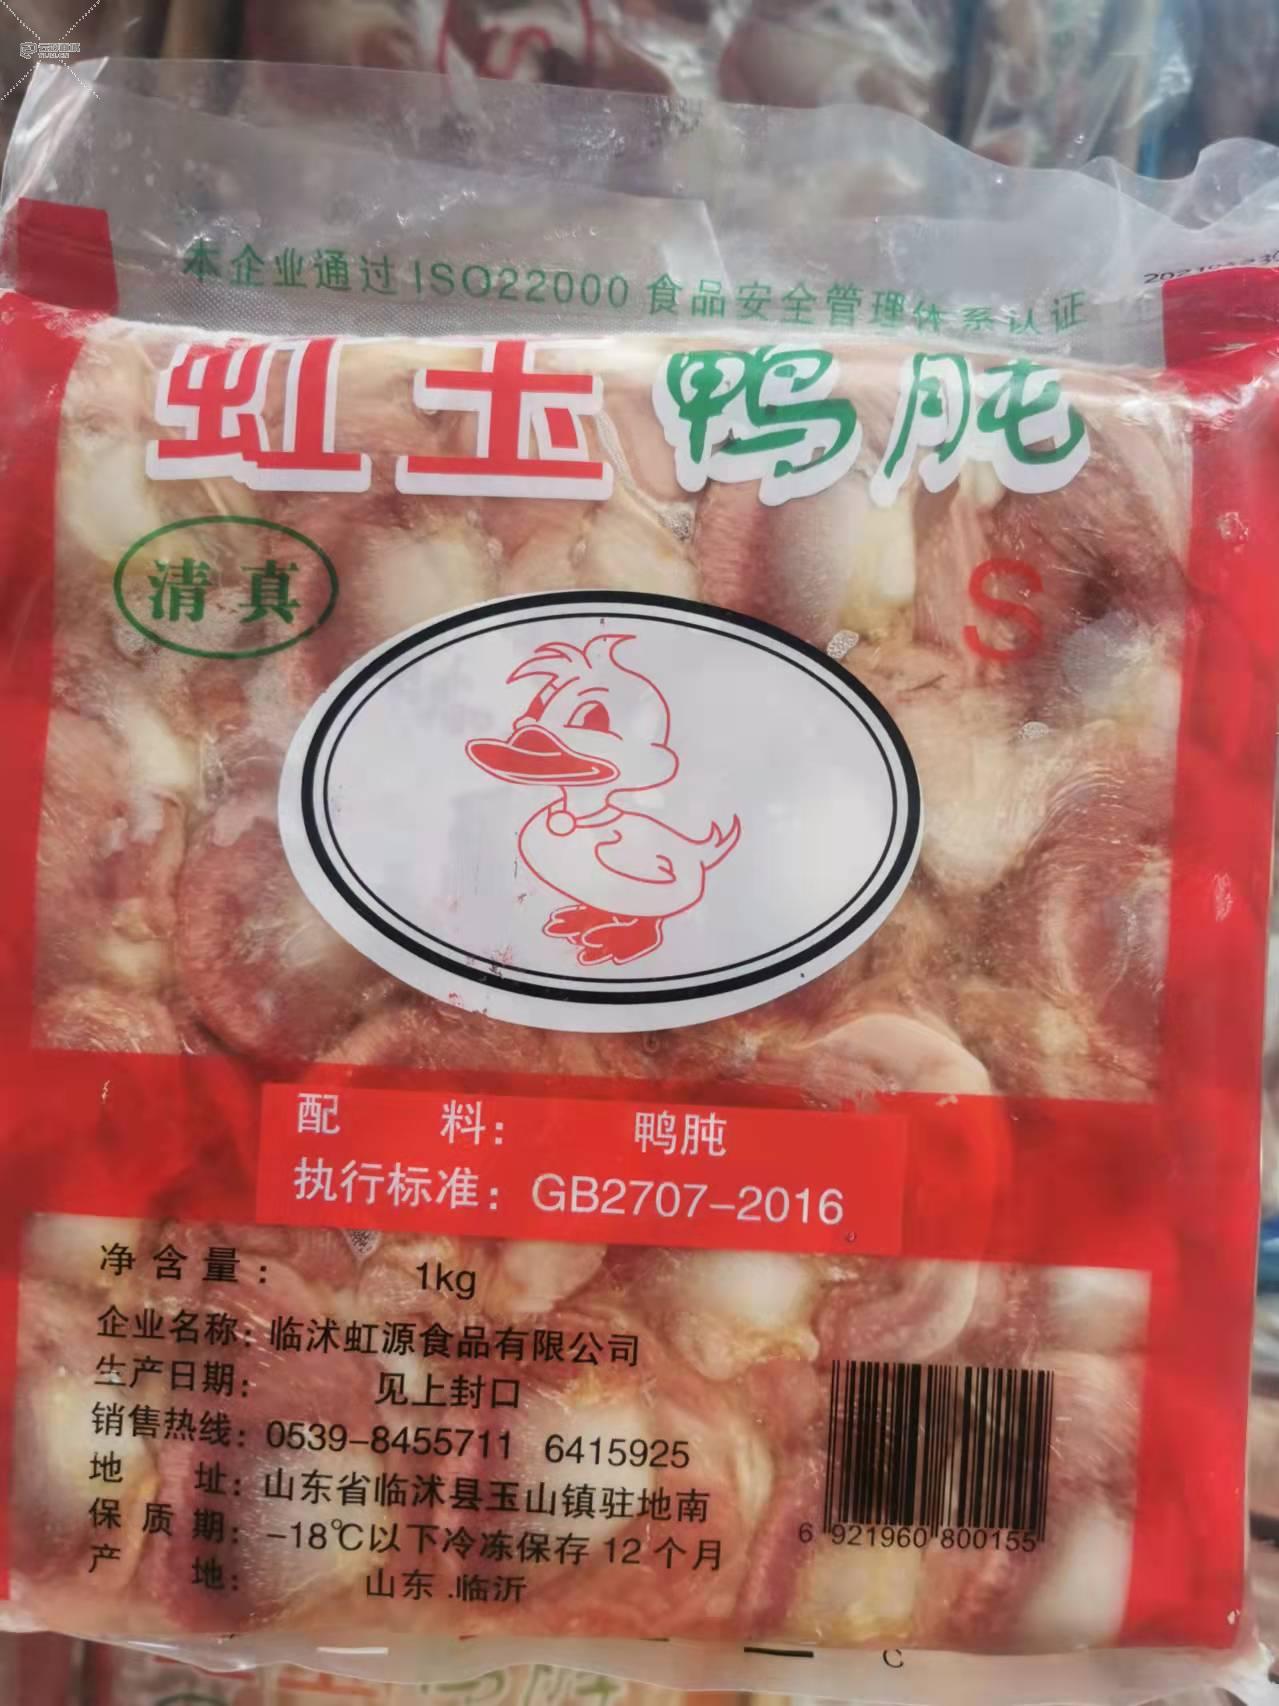 本企业通过ISO22000食品安全管理体系认证
虹玉鸭肫
清真
S
配 料： 鸭肫
执行标准：GB2707-2016
净含量： 1kg
企业名称：临沭虹源食品有限公司
生产日期： 见上封口
销售热线：0539-8455711 6415925
地 址：山东省临沭县玉山镇驻地南
保质期：-18℃以下冷冻保存12个月
产 地： 山东.临沂
6 921960 800155
C